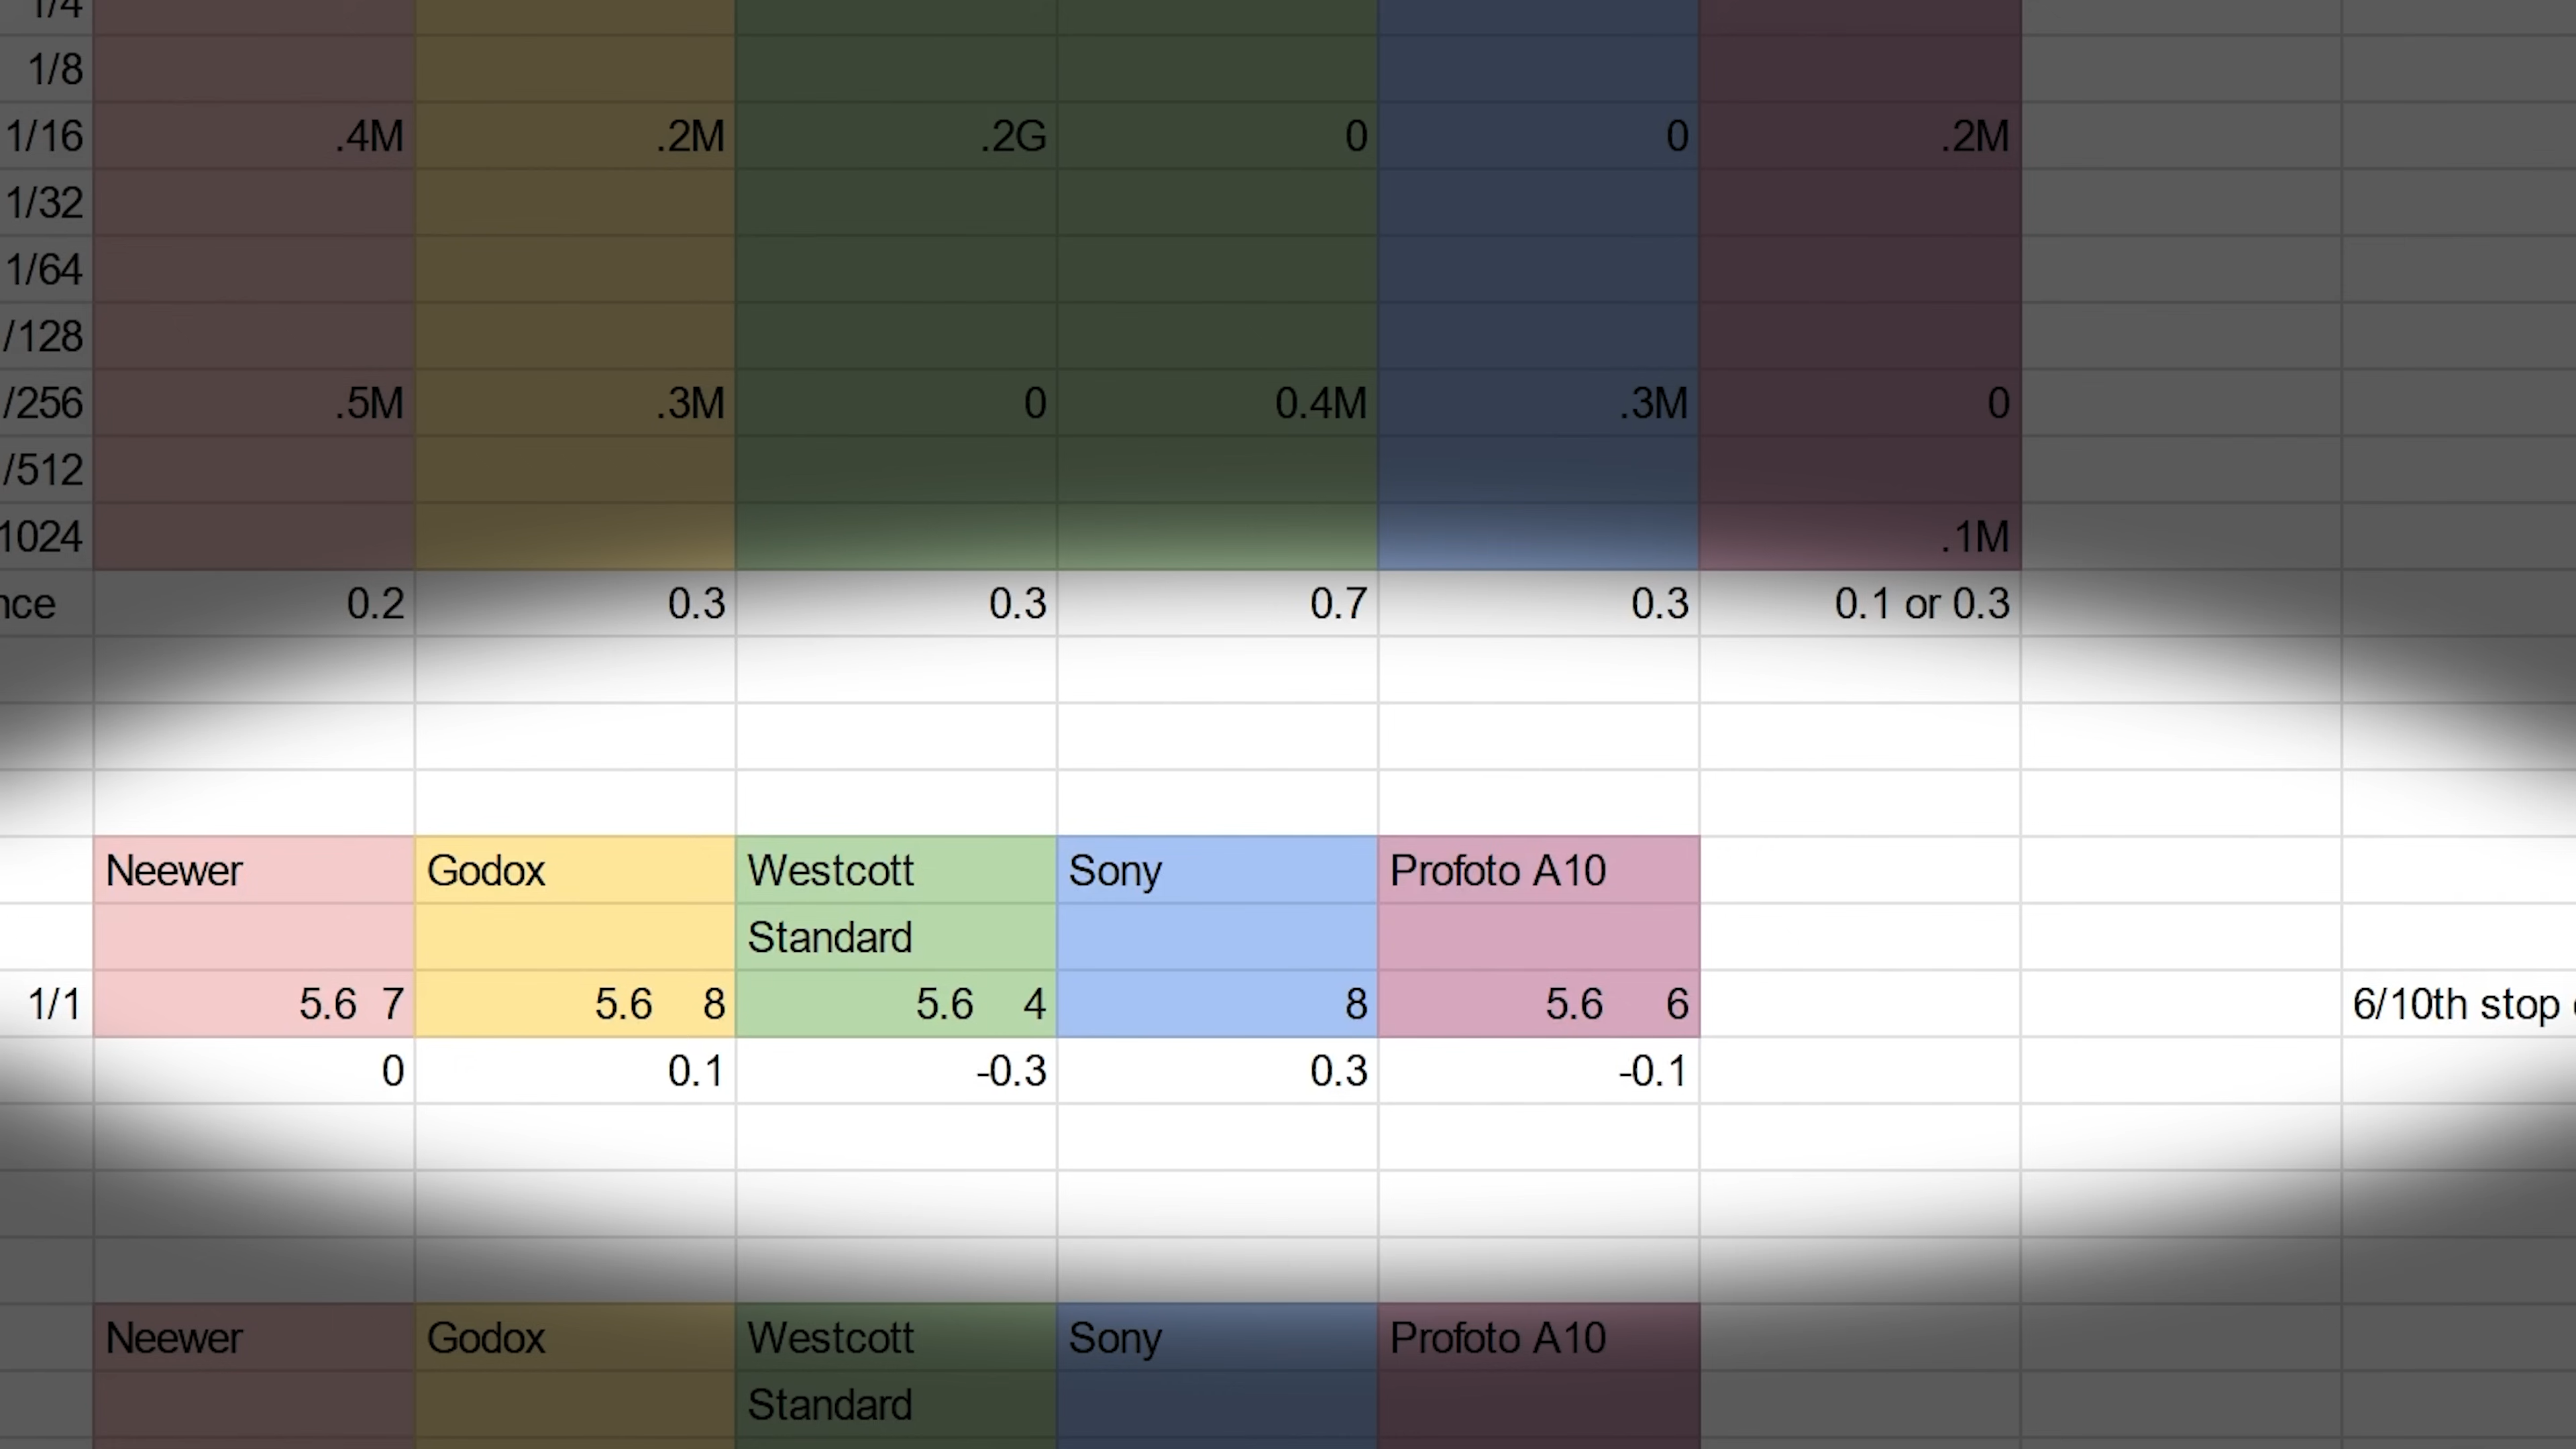 1/4
1/8
1/16 .4M .2M .2G 0 0 .2M
1/32
1/64
/128
/256 .5M .3M 0 0.4M .3M 0
/512
1024 .1M
nce 0.2 0.3 0.3 0.7 0.3 0.1 or 0.3
Neewer Godox Westcott Sony Profoto A10
Standard
1/1 5.6 7 5.6 8 5.6 4 8 5.6 6 6/10th stop
0 0.1 -0.3 0.3 -0.1
Neewer Godox Westcott Sony Profoto A10
Standard